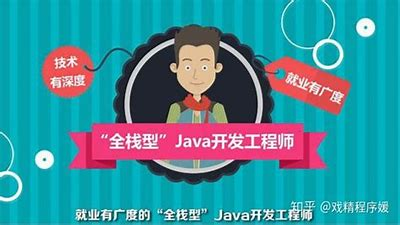 技术
有深度
就业有广度
“全栈型”Java开发工程师
就业有广度的“全栈型”Java开发工程师
知乎 @戏精程序媛